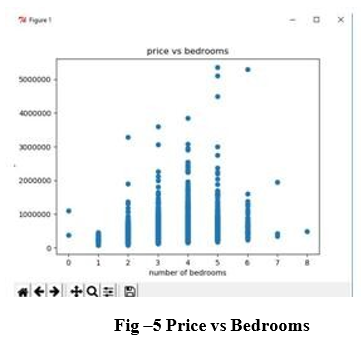 Figure 1
price vs bedrooms
5000000
4000000
3000000
2000000
1000000
0
0 1 2 3 4 5 6 7 8
number of bedrooms
Fig –5 Price vs Bedrooms